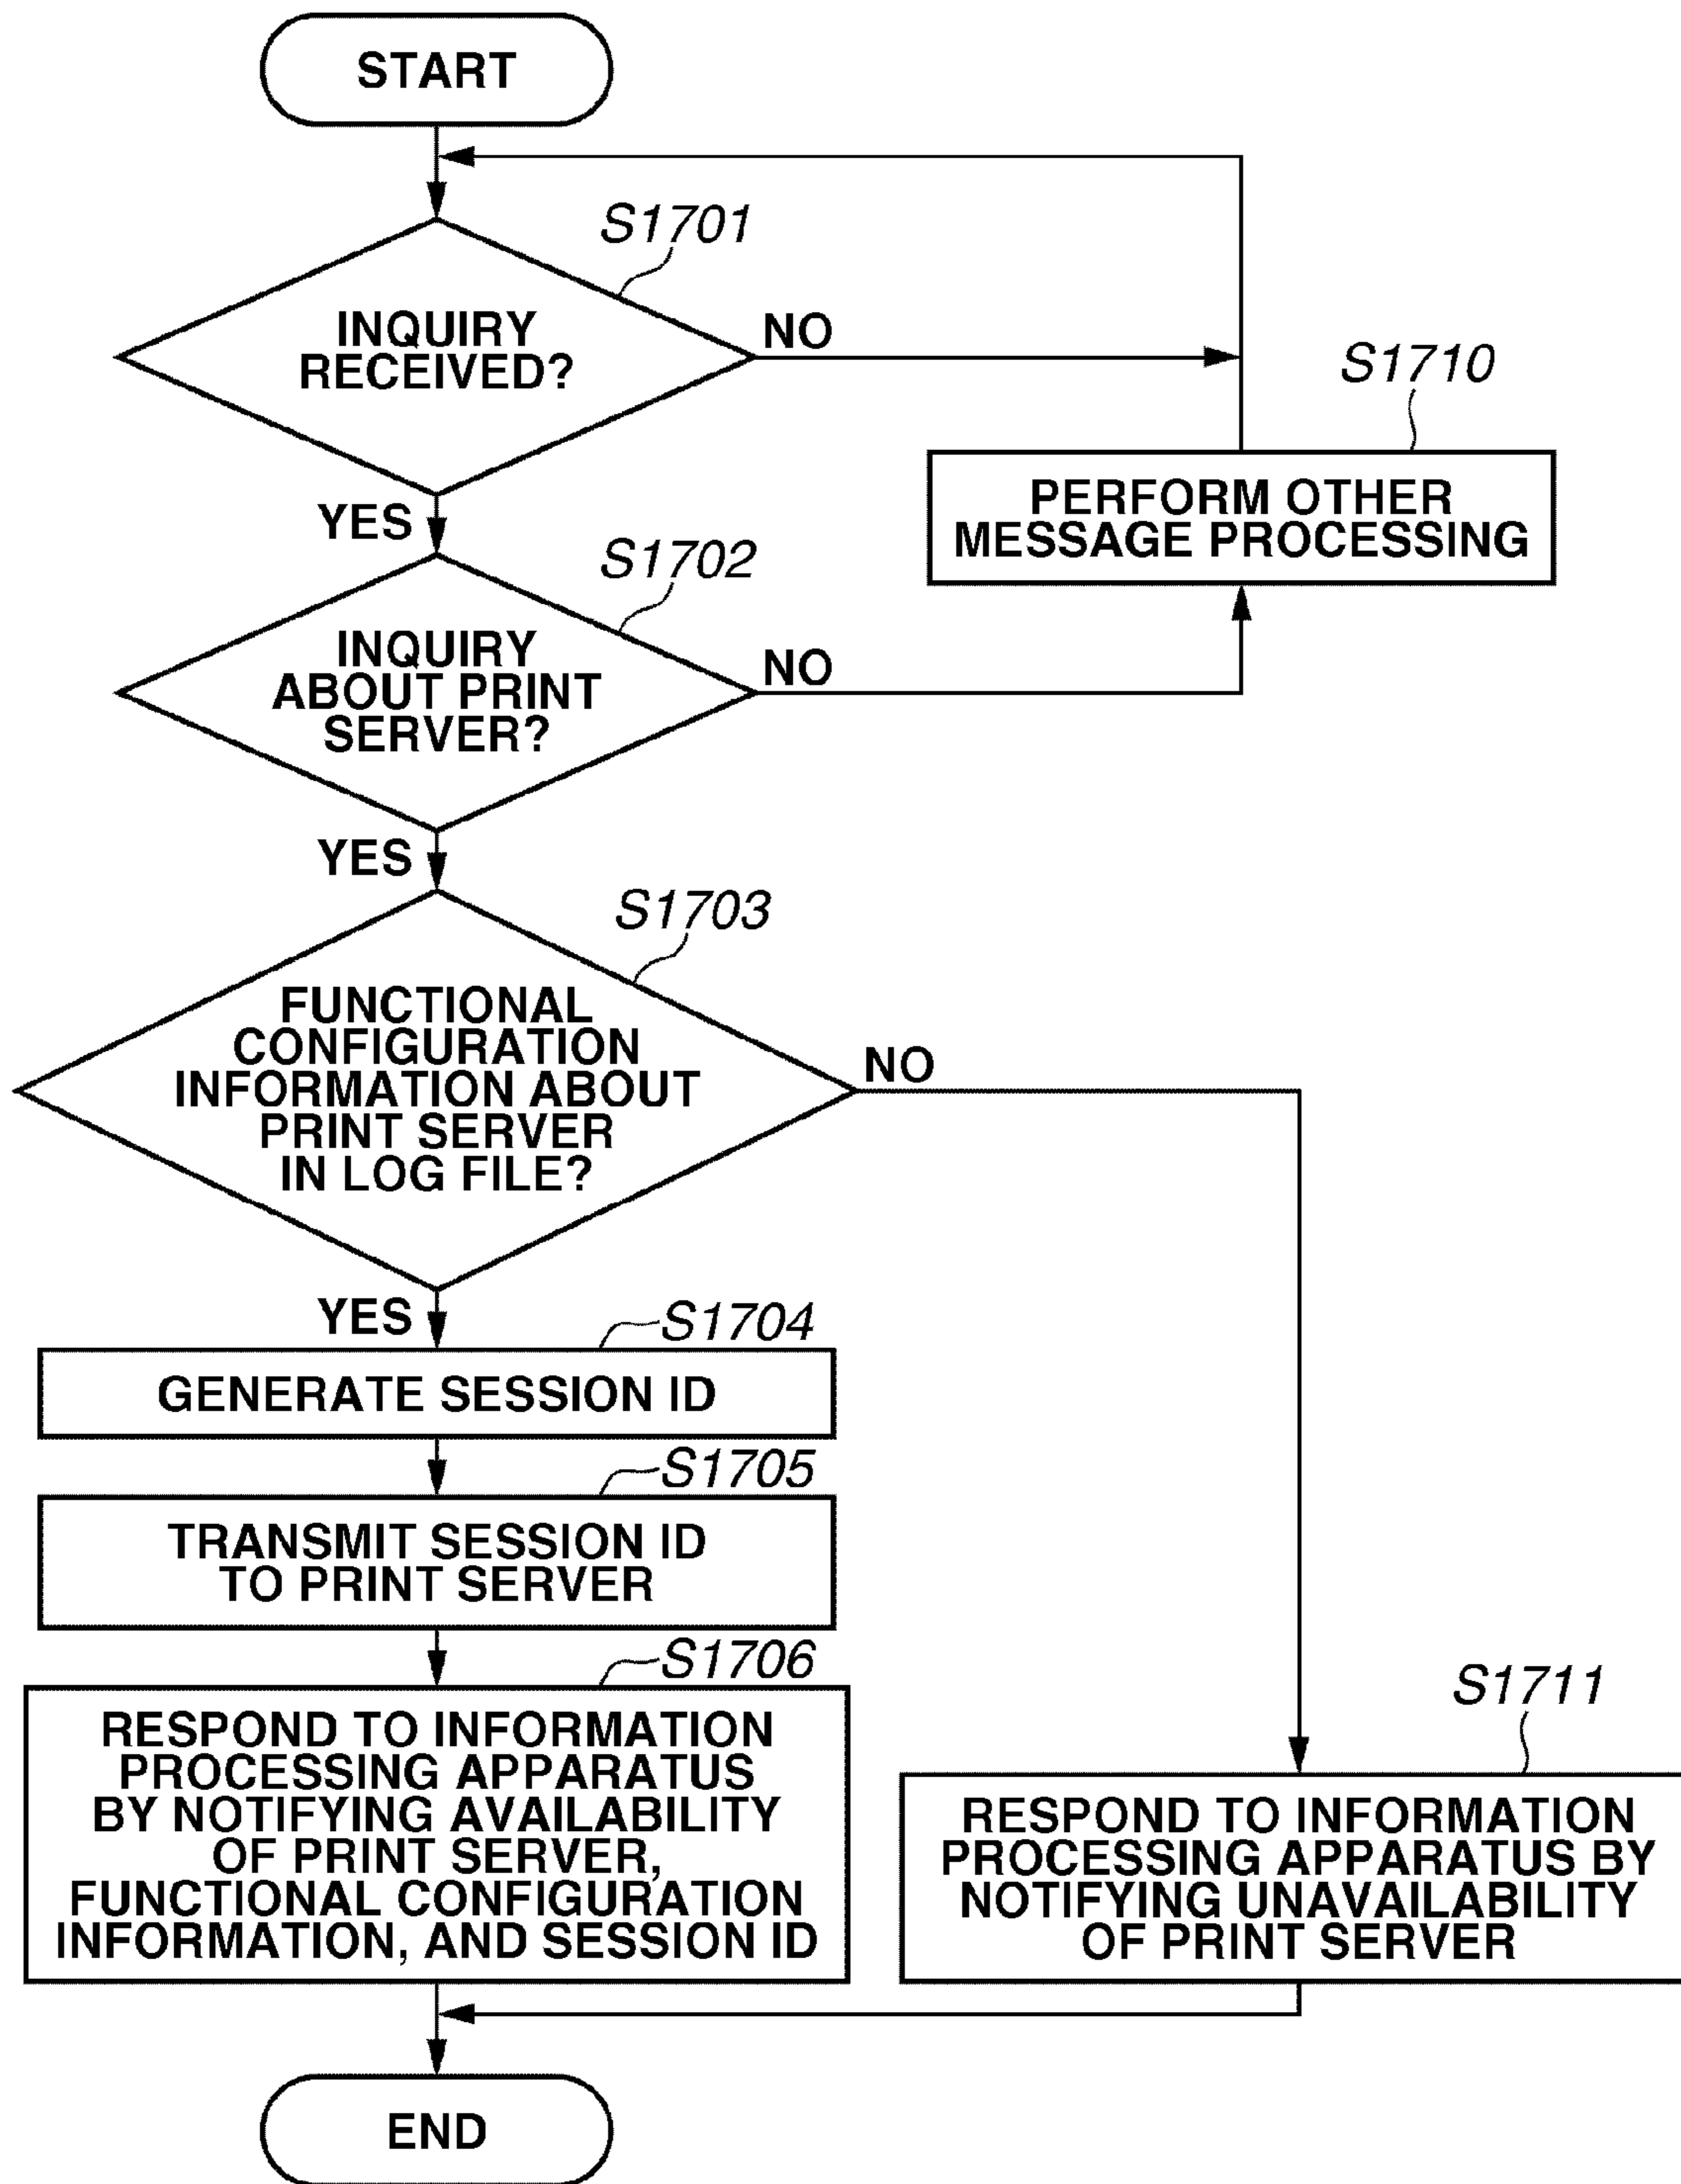 START
S1701
INQUIRY
RECEIVED?
NO
S1710
PERFORM OTHER
MESSAGE PROCESSING
YES
S1702
INQUIRY
ABOUT PRINT
SERVER?
NO
YES
S1703
FUNCTIONAL
CONFIGURATION
INFORMATION ABOUT
PRINT SERVER
IN LOG FILE?
NO
YES
S1704
GENERATE SESSION ID
S1705
TRANSMIT SESSION ID
TO PRINT SERVER
S1706
RESPOND TO INFORMATION
PROCESSING APPARATUS
BY NOTIFYING AVAILABILITY
OF PRINT SERVER,
FUNCTIONAL CONFIGURATION
INFORMATION, AND SESSION ID
S1711
RESPOND TO INFORMATION
PROCESSING APPARATUS BY
NOTIFYING UNAVAILABILITY
OF PRINT SERVER
END